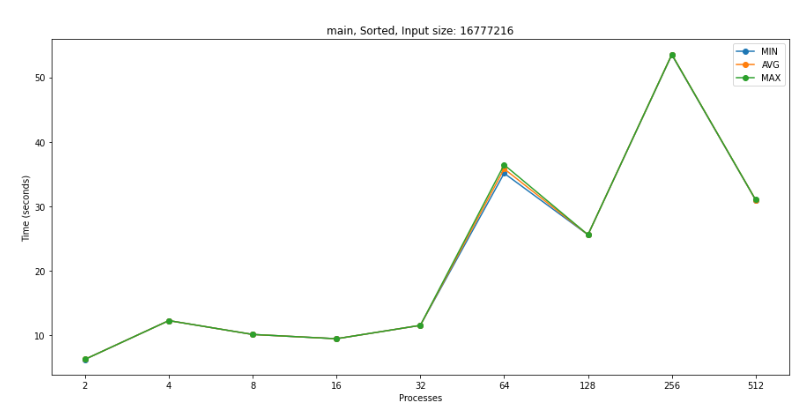 main, Sorted, Input size: 16777216
MIN
AVG
MAX
Time (seconds)
50
40
30
20
10
2 4 8 16 32 64 128 256 512
Processes